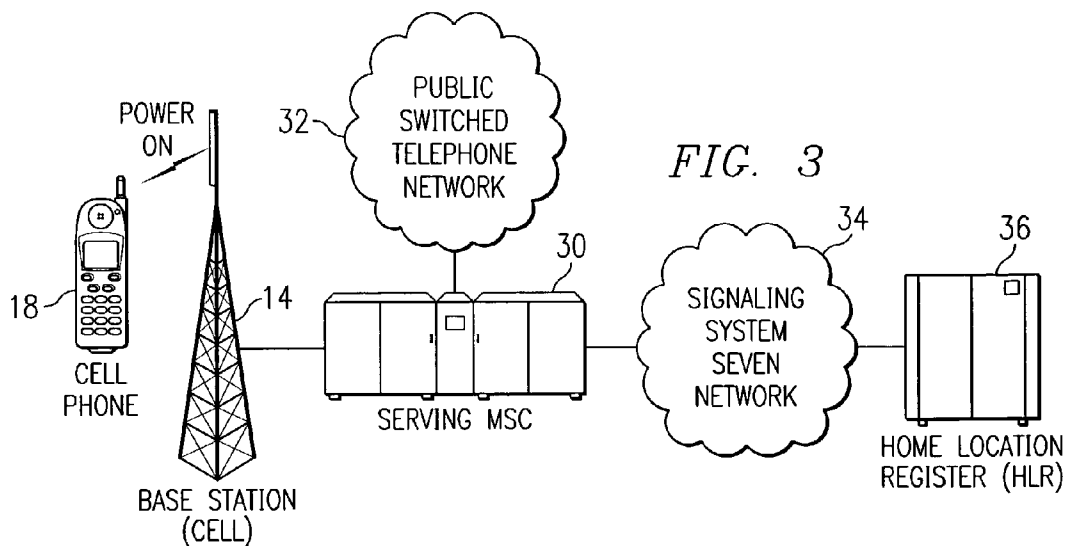 PUBLIC
SWITCHED
TELEPHONE
NETWORK
32
POWER
ON
FIG. 3
34
36
30
18
14
SIGNALING
SYSTEM
SEVEN
NETWORK
CELL
PHONE
SERVING MSC
HOME LOCATION
REGISTER (HLR)
BASE STATION
(CELL)